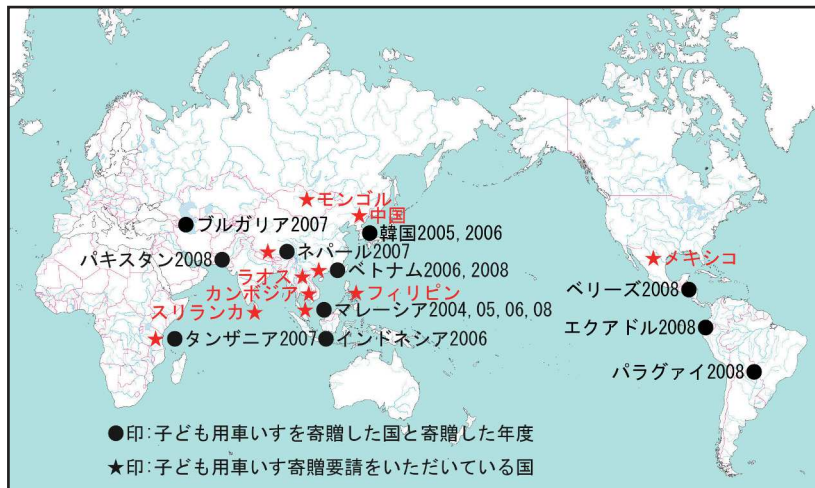 ★モンゴル
★中国
●ブルガリア2007
●韓国2005, 2006
★●ネパール2007
★メキシコ
パキスタン2008●
★●ベトナム2006, 2008
ラオス★
ベリーズ2008●
カンボジア★
★フィリピン
スリランカ★
★●マレーシア2004, 05, 06, 08
エクアドル2008●
★●タンザニア2007
●インドネシア2006
パラグァイ2008●
●印:子ども用車いすを寄贈した国と寄贈した年度
★印:子ども用車いす寄贈要請をいただいている国